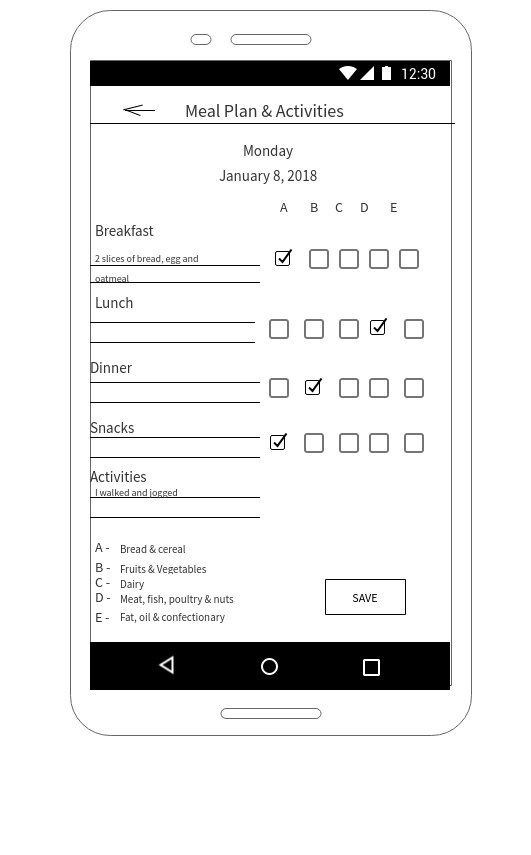 12:30
Meal Plan & Activities
Monday
January 8, 2018
A B C D E
Breakfast
2 slices of bread, egg and
oatmeal
Lunch
Dinner
Snacks
Activities
I walked and jogged
A - Bread & cereal
B - Fruits & Vegetables
C - Dairy
D - Meat, fish, poultry & nuts
E - Fat, oil & confectionary
SAVE